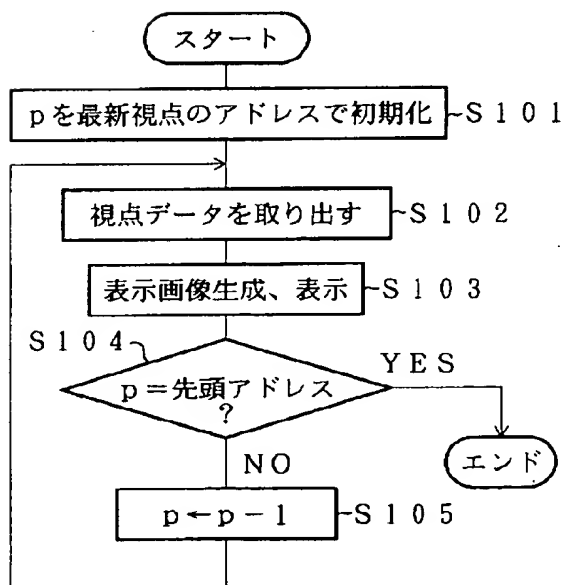 スタート
pを最新視点のアドレスで初期化 S101
視点データを取り出す S102
表示画像生成、表示 S103
S104
p=先頭アドレス
?
YES
エンド
NO
p←p-1 S105